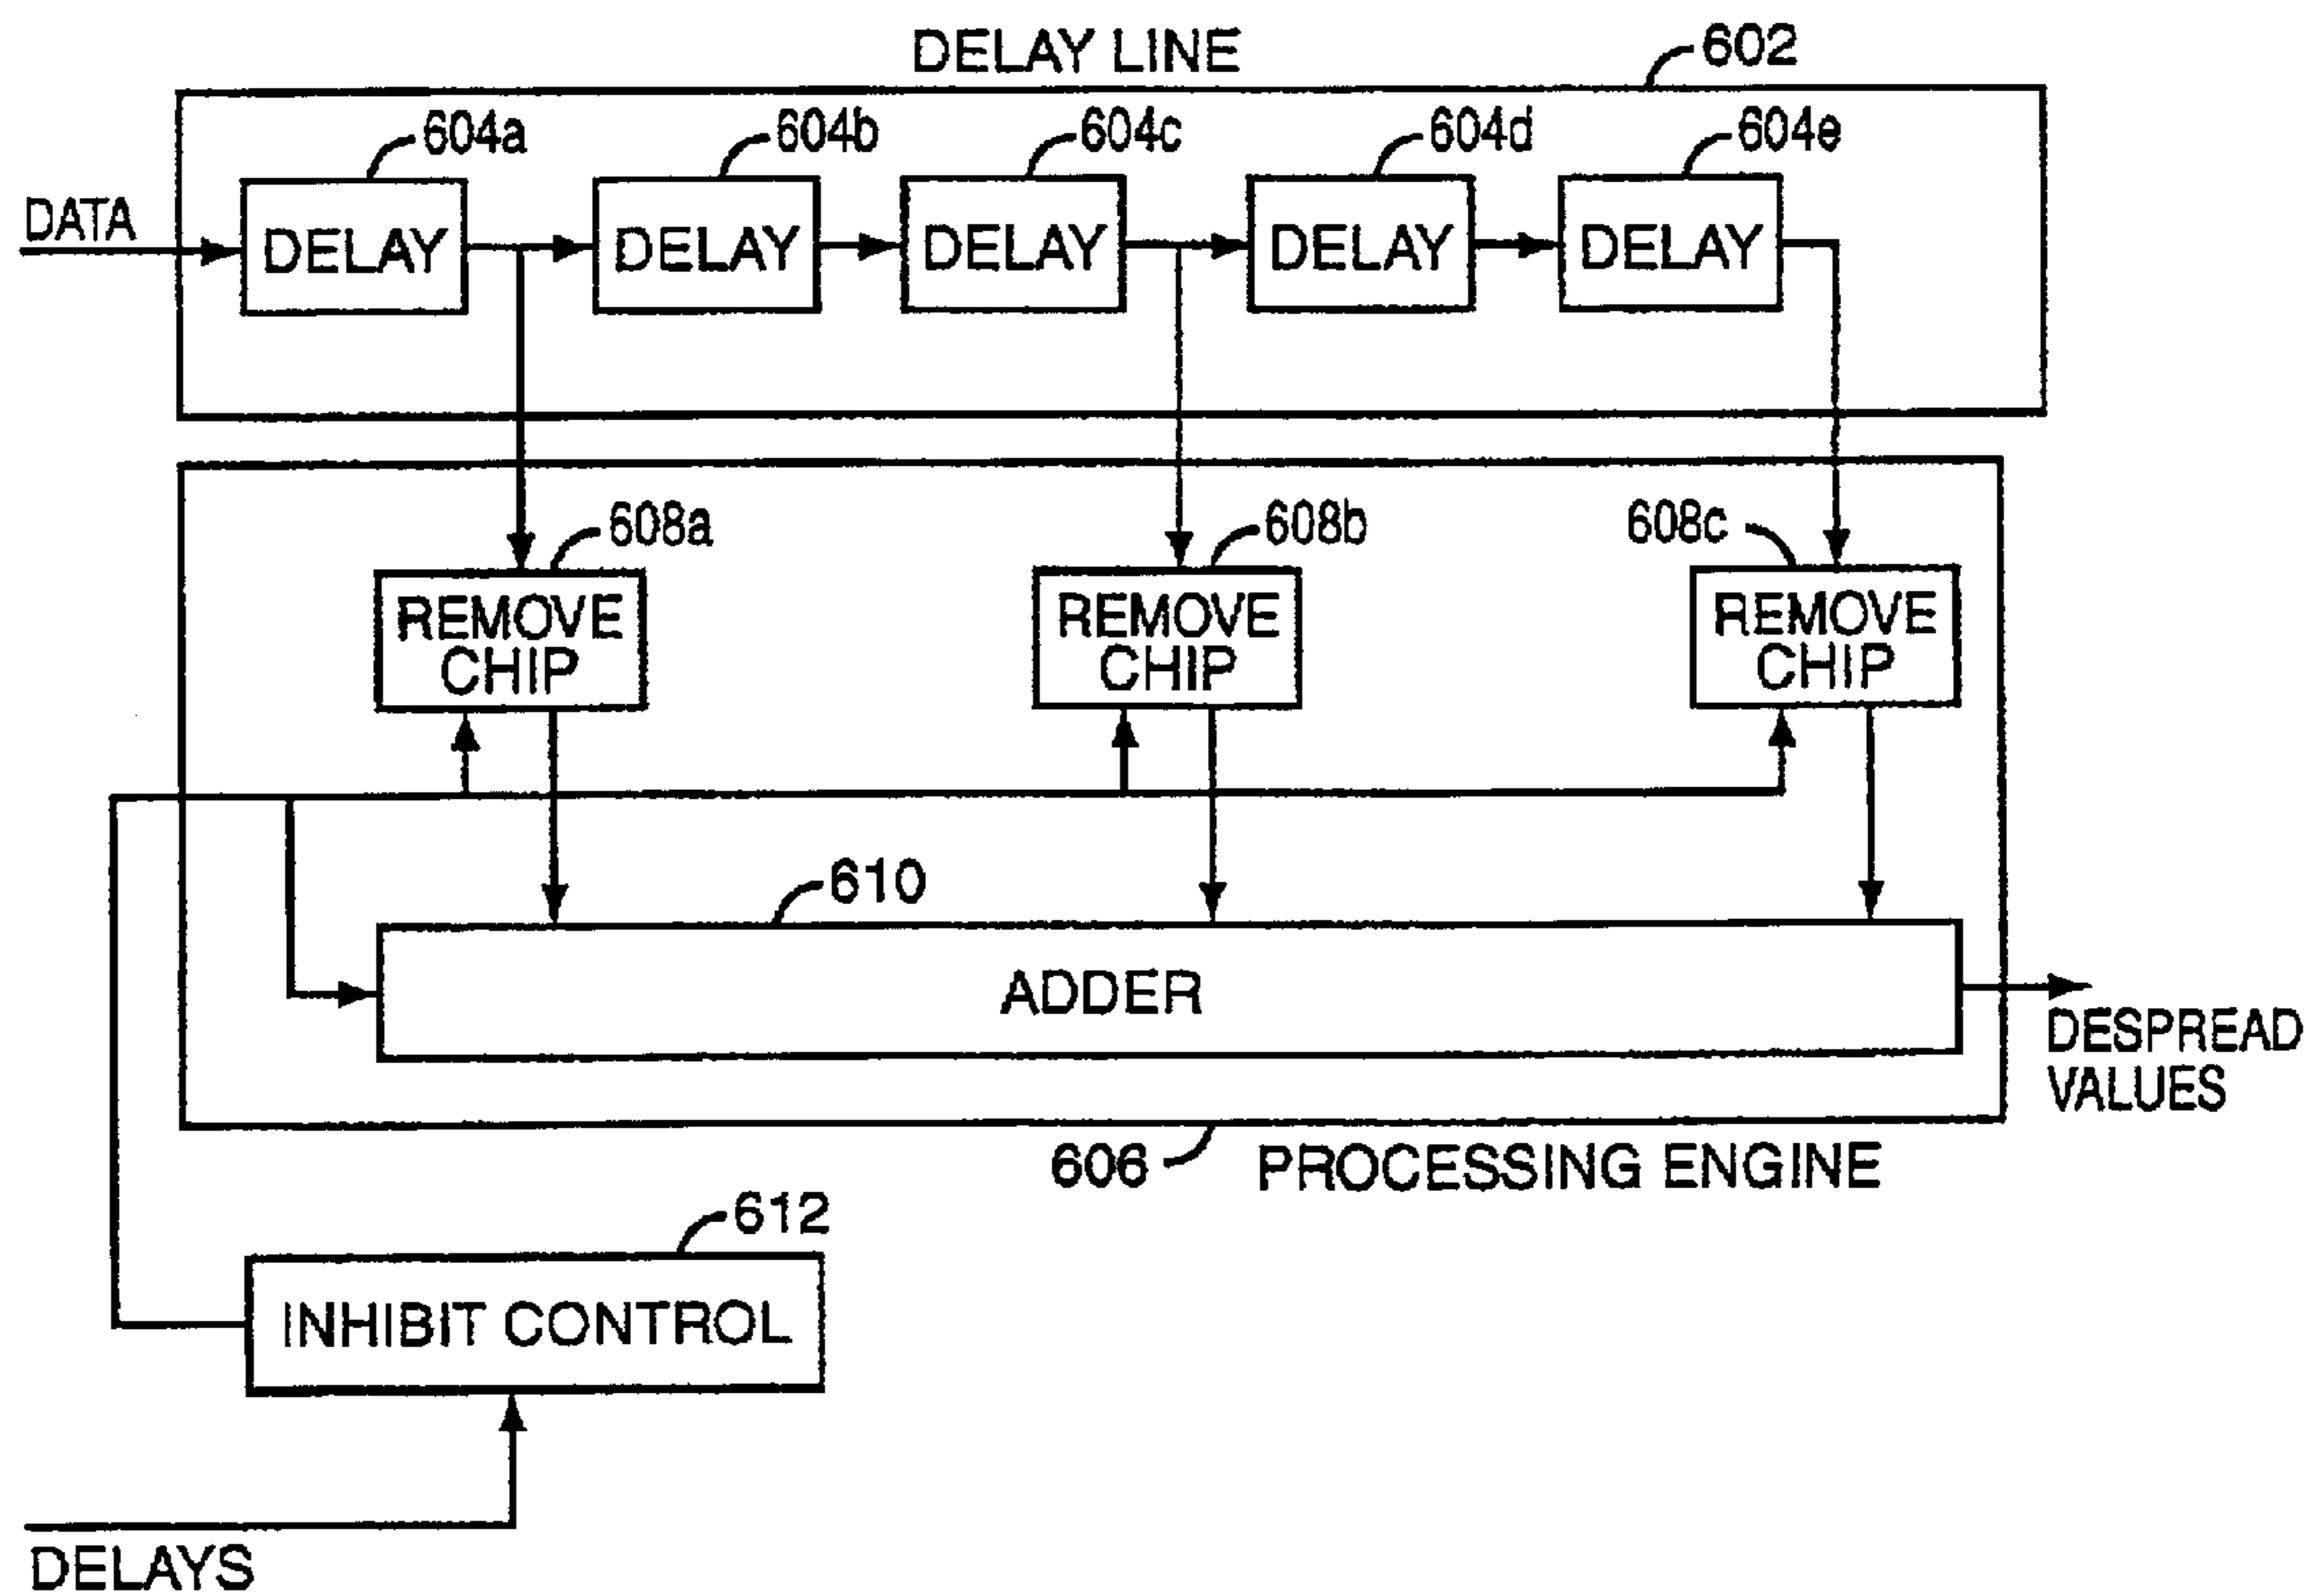 DELAY LINE
602
604a
604b
604c
604d
604e
DATA
DELAY
DELAY
DELAY
DELAY
DELAY
608a
608b
608c
REMOVE
CHIP
REMOVE
CHIP
REMOVE
CHIP
610
ADDER
DESPREAD
VALUES
606
PROCESSING ENGINE
612
INHIBIT CONTROL
DELAYS